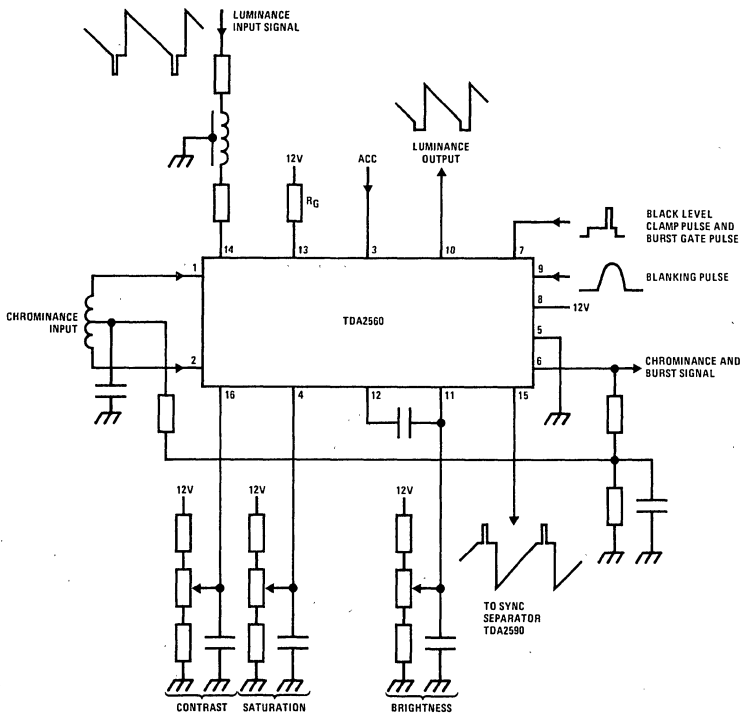 LUMINANCE
INPUT SIGNAL
LUMINANCE
OUTPUT
12V
ACC
RG
14
13
3
10
7
BLACK LEVEL
CLAMP PULSE AND
BURST GATE PULSE
1
9
BLANKING PULSE
8
12V
CHROMINANCE
INPUT
TDA2560
5
2
6
CHROMINANCE AND
BURST SIGNAL
16
4
12
11
15
12V
12V
12V
TO SYNC
SEPARATOR
TDA2590
CONTRAST
SATURATION
BRIGHTNESS